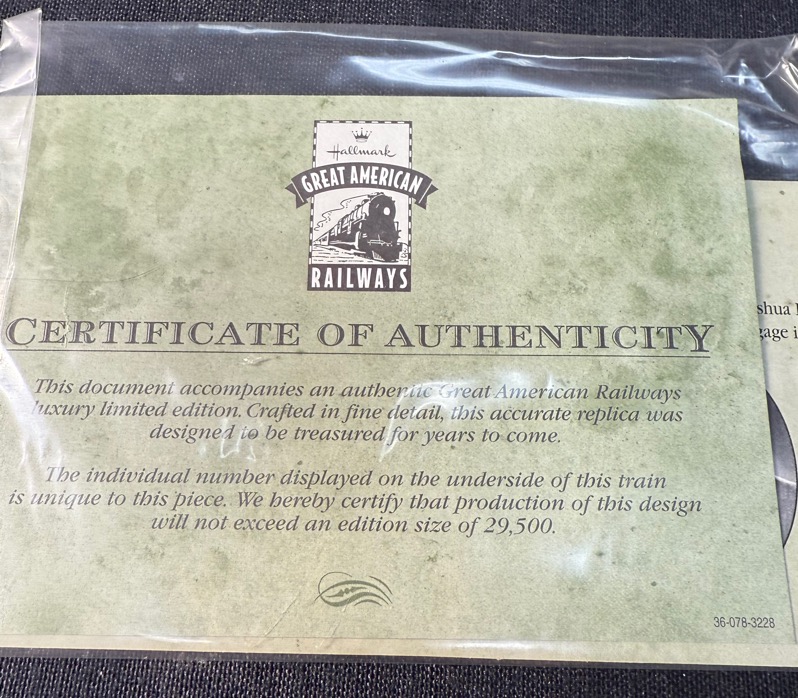 Hallmark
GREAT AMERICAN
RAILWAYS
CERTIFICATE OF AUTHENTICITY
This document accompanies an authentic Great American Railways
luxury limited edition. Crafted in fine detail, this accurate replica was
designed to be treasured for years to come.
The individual number displayed on the underside of this train
is unique to this piece. We hereby certify that production of this design
will not exceed an edition size of 29,500.
36-078-3228